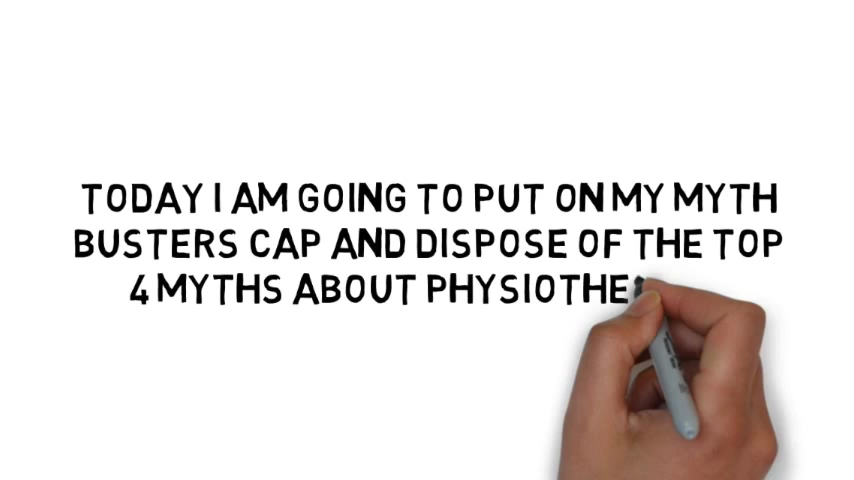 TODAY I AM GOING TO PUT ON MY MYTH
BUSTERS CAP AND DISPOSE OF THE TOP
4 MYTHS ABOUT PHYSIOTHE